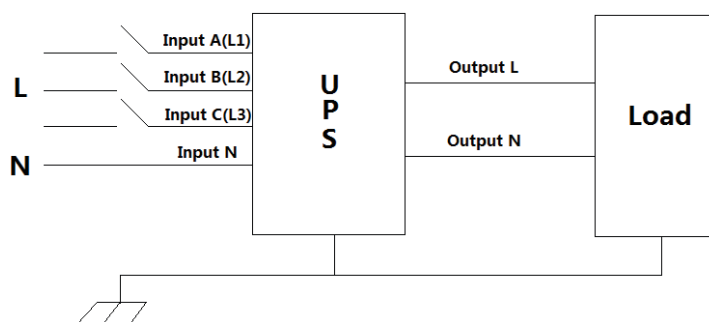 Input A(L1)
L
Input B(L2)
Input C(L3)
N
Input N
U
P
S
Output L
Output N
Load